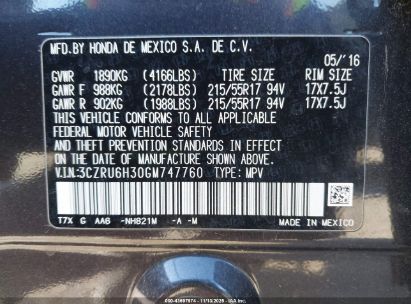 MFD.BY HONDA DE MEXICO S.A. DE C.V.
05/'16
GVWR 1890KG (4166LBS) TIRE SIZE RIM SIZE
GAWR F 988KG (2178LBS) 215/55R17 94V 17X7.5J
GAWR R 902KG (1988LBS) 215/55R17 94V 17X7.5J
THIS VEHICLE CONFORMS TO ALL APPLICABLE
FEDERAL MOTOR VEHICLE SAFETY AND
THEFT PREVENTION STANDARDS IN EFFECT
ON THE DATE OF MANUFACTURE SHOWN ABOVE.
V.I.N:3CZRU6H30GM747760 TYPE: MPV
T7X G AA6 -NH821M -A -M
MADE IN MEXICO